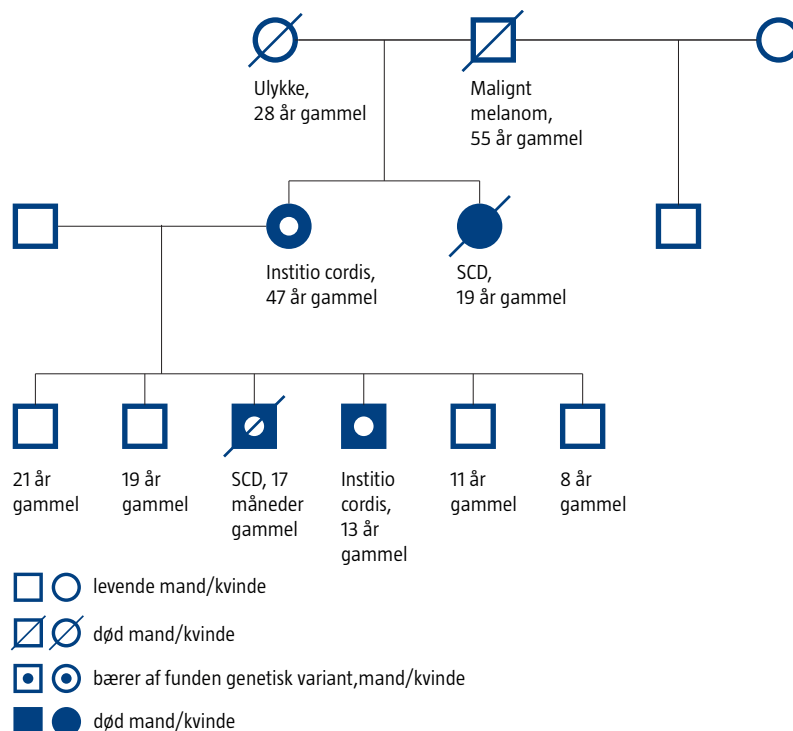 Ulykke,
28 år gammel
Malignt
melanom,
55 år gammel
Institio cordis,
47 år gammel
SCD,
19 år gammel
21 år
gammel
19 år
gammel
SCD, 17
måneder
gammel
Institio
cordis,
13 år
gammel
11 år
gammel
8 år
gammel
levende mand/kvinde
død mand/kvinde
bærer af funden genetisk variant,mand/kvinde
død mand/kvinde